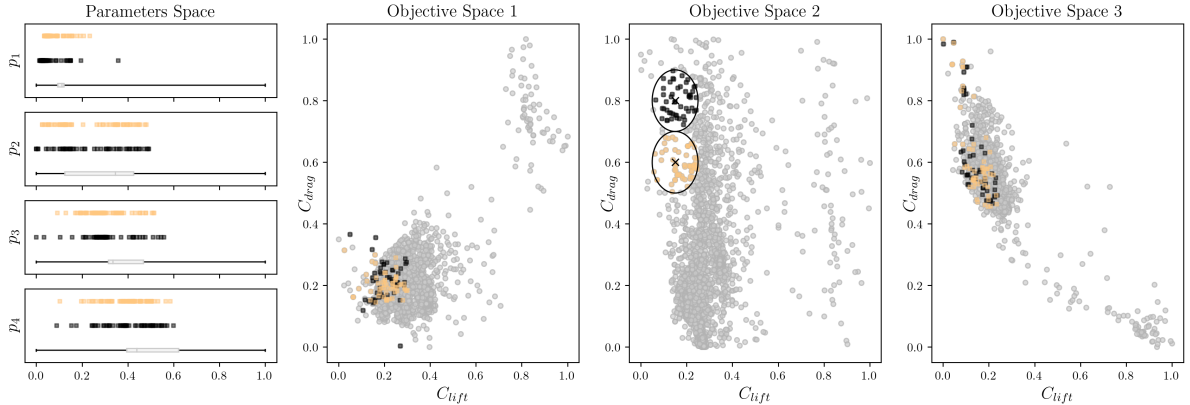 Parameters Space
p1
p2
p3
p4
0.0 0.2 0.4 0.6 0.8 1.0
Objective Space 1
Cdrag
1.0
0.8
0.6
0.4
0.2
0.0
0.0 0.2 0.4 0.6 0.8 1.0
Clift
Objective Space 2
Cdrag
1.0
0.8
0.6
0.4
0.2
0.0
0.0 0.2 0.4 0.6 0.8 1.0
Clift
Objective Space 3
Cdrag
1.0
0.8
0.6
0.4
0.2
0.0
0.0 0.2 0.4 0.6 0.8 1.0
Clift